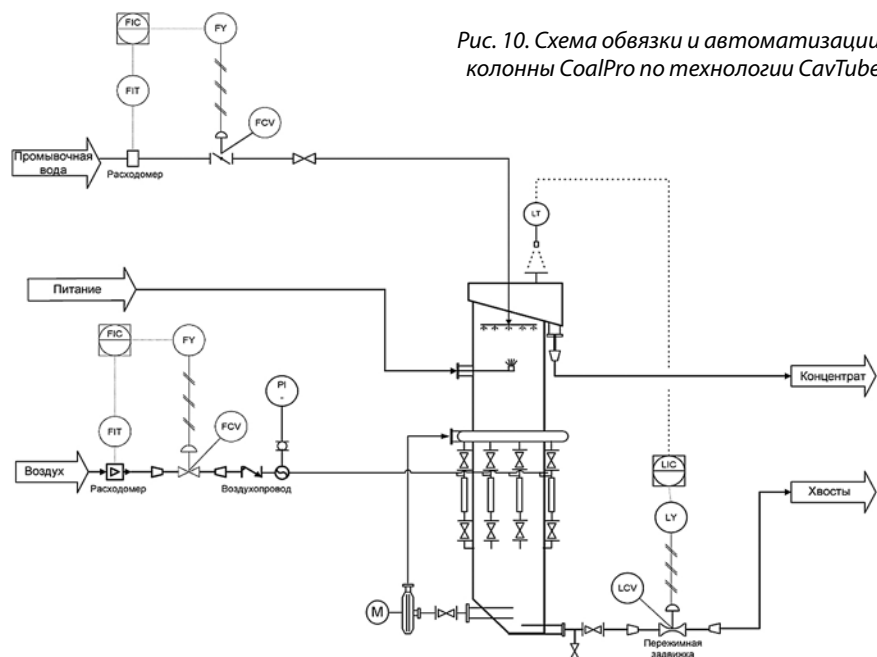 Рис. 10. Схема обвязки и автоматизации
колонны CoalPro по технологии CavTube
FIC
FY
FIT
FCV
Промывочная
вода
Расходомер
LT
Питание
FIC
FY
PI
-
Концентрат
FIT
FCV
Воздух
Расходомер
Воздухопровод
LIC
Хвосты
LY
LCV
M
Пережимная
задвижка